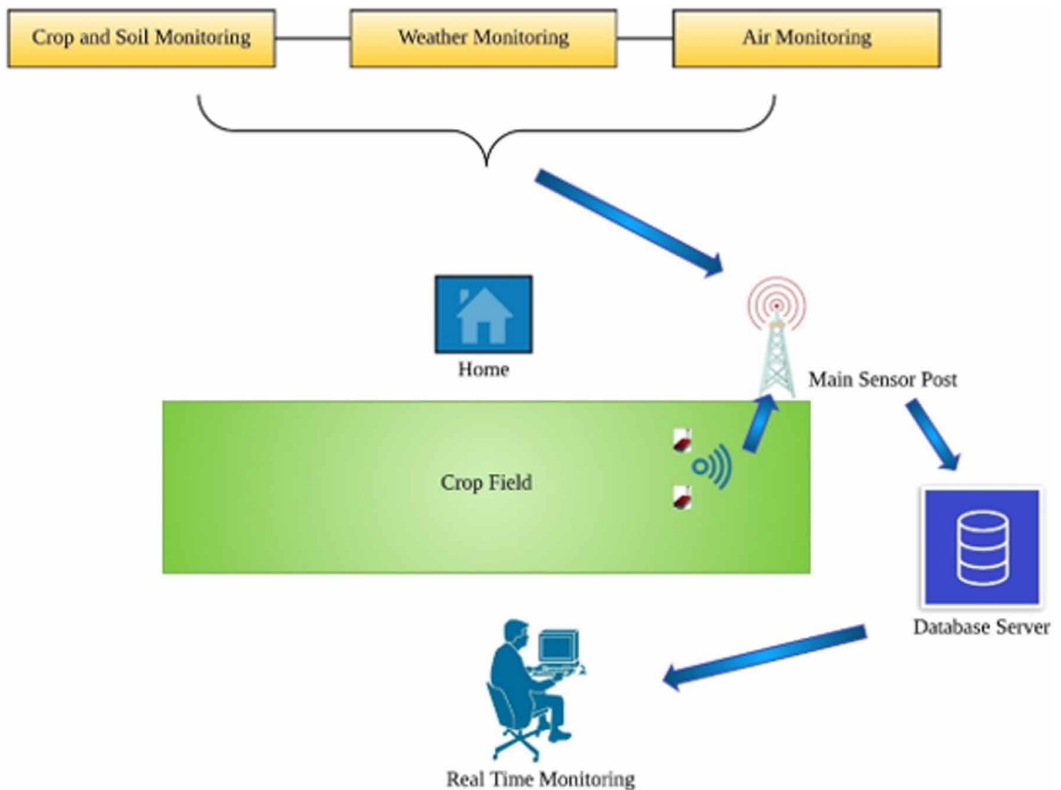 Crop and Soil Monitoring
Weather Monitoring
Air Monitoring
Home
Main Sensor Post
Crop Field
Database Server
Real Time Monitoring